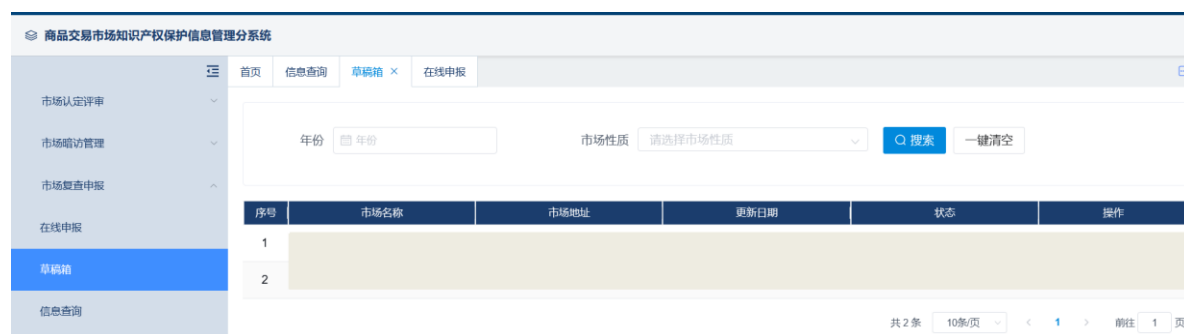 商品交易市场知识产权保护信息管理分系统
首页 信息查询 草稿箱 × 在线申报
市场认定评审
市场暗访管理
市场复查申报
在线申报
草稿箱
信息查询
年份 年份 市场性质 请选择市场性质 搜索 一键清空
序号 市场名称 市场地址 更新日期 状态 操作
1
2
共 2 条 10条/页 < 1 > 前往 1 页